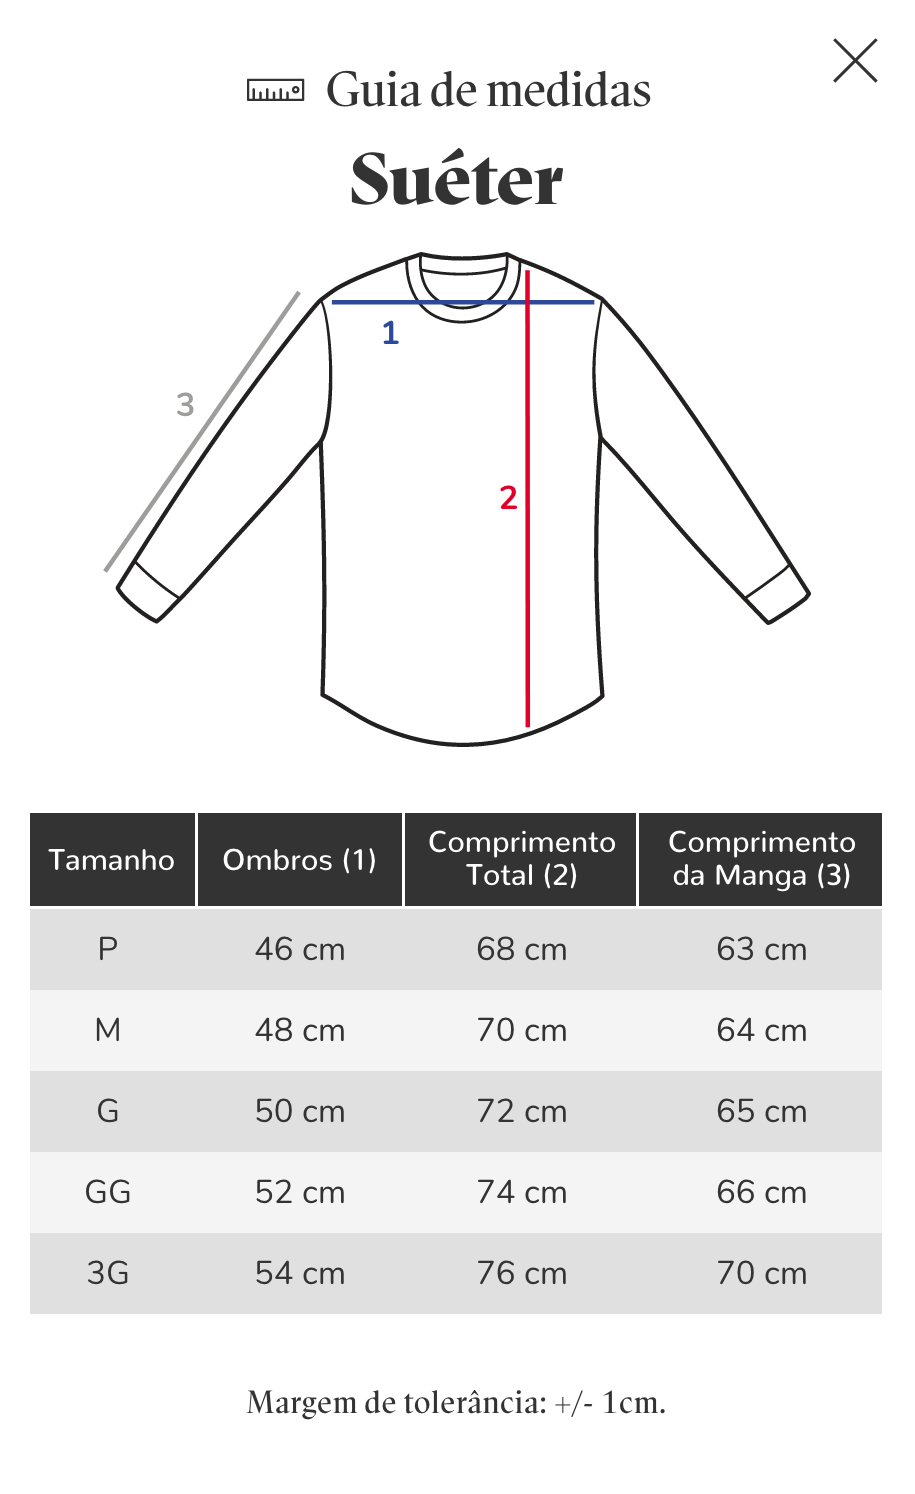 Guia de medidas
Suéter
1
3
2
Tamanho Ombros (1) Comprimento Total (2) Comprimento da Manga (3)
P 46 cm 68 cm 63 cm
M 48 cm 70 cm 64 cm
G 50 cm 72 cm 65 cm
GG 52 cm 74 cm 66 cm
3G 54 cm 76 cm 70 cm
Margem de tolerância: +/- 1cm.